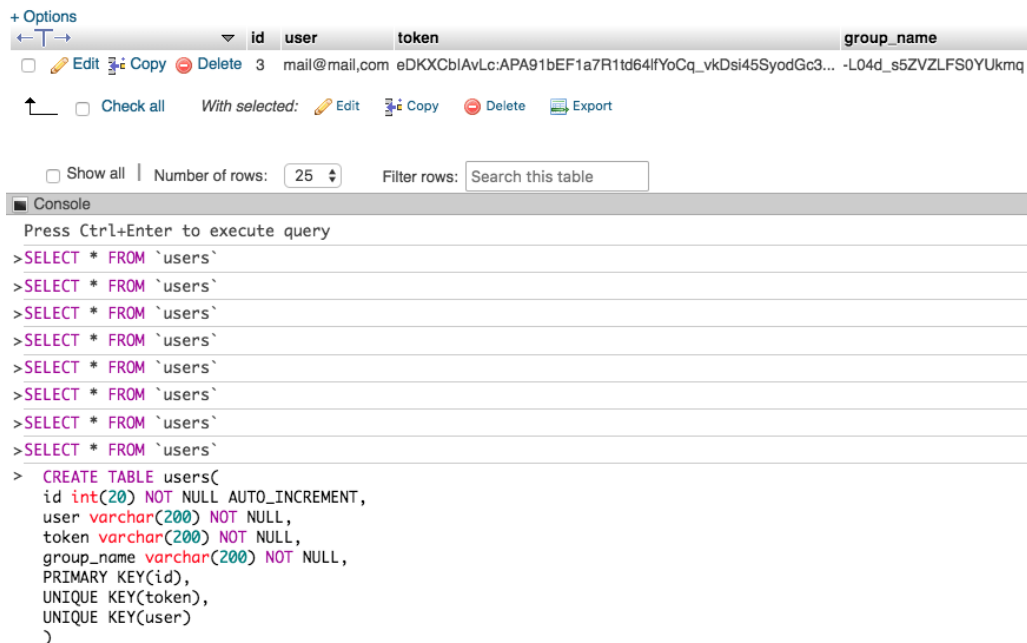 + Options
←T→ id user token group_name
Edit Copy Delete 3 mail@mail,com eDKXCblAvLc:APA91bEF1a7R1td64lfYoCq_vkDsi45SyodGc3... -L04d_s5ZVZLFS0YUkmq
Check all With selected: Edit Copy Delete Export
Show all | Number of rows: 25 Filter rows: Search this table
Console
Press Ctrl+Enter to execute query
>SELECT * FROM `users`
>SELECT * FROM `users`
>SELECT * FROM `users`
>SELECT * FROM `users`
>SELECT * FROM `users`
>SELECT * FROM `users`
>SELECT * FROM `users`
>SELECT * FROM `users`
> CREATE TABLE users(
id int(20) NOT NULL AUTO_INCREMENT,
user varchar(200) NOT NULL,
token varchar(200) NOT NULL,
group_name varchar(200) NOT NULL,
PRIMARY KEY(id),
UNIQUE KEY(token),
UNIQUE KEY(user)
)